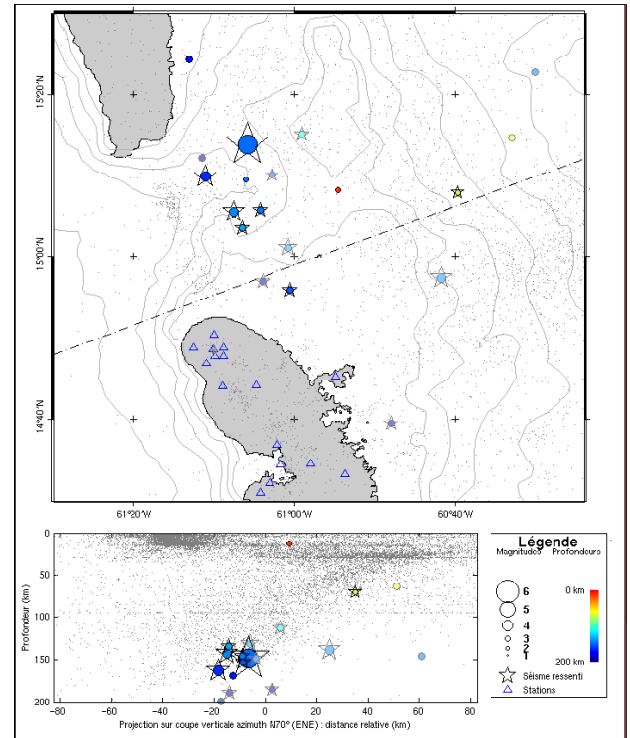 15°20'N
15°00'N
14°40'N
61°20'W
61°00'W
60°40'W
0
50
100
150
200
Profondeur (km)
-80
-60
-40
-20
0
20
40
60
80
Projection sur coupe verticale azimuth N70° (ENE) : distance relative (km)
Légende
Magnitudes Profondeurs
6
5
4
3
2
1
0 km
200 km
Séisme ressenti
Stations